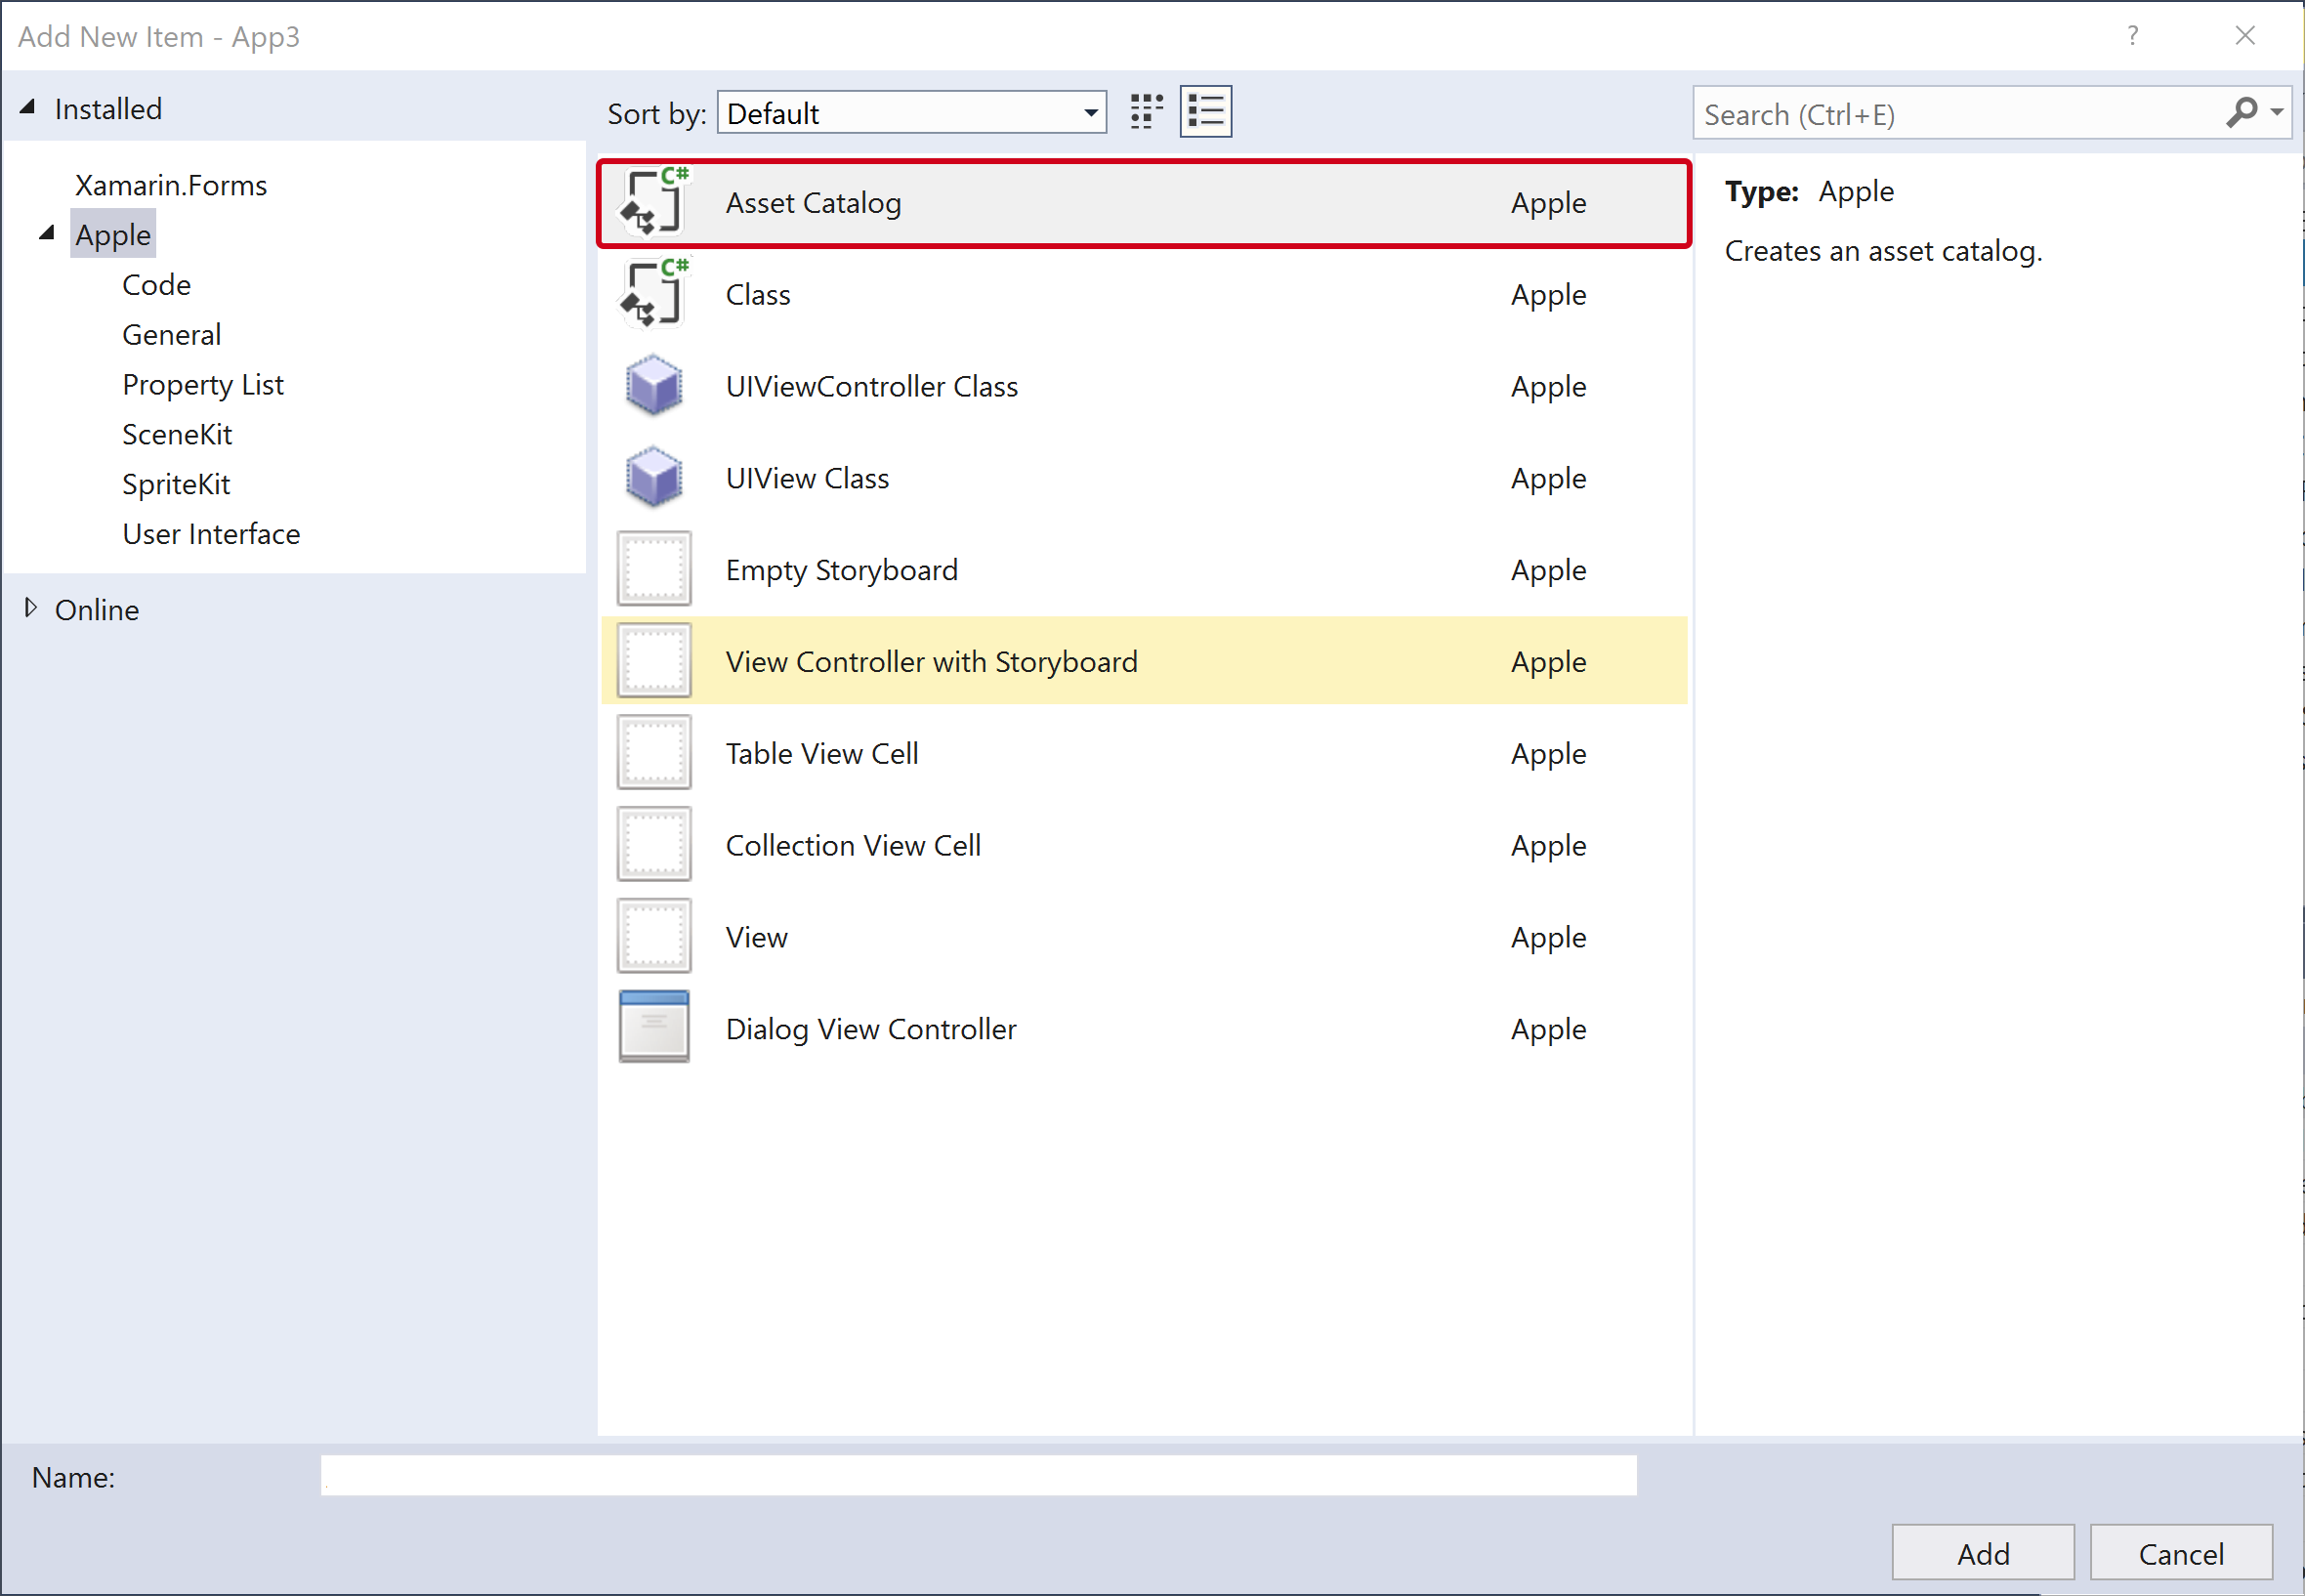 Add New Item - App3
?
Installed
Sort by: Default
Search (Ctrl+E)
Xamarin.Forms
Apple
Code
General
Property List
SceneKit
SpriteKit
User Interface
Online
C# Asset Catalog Apple
C# Class Apple
UIViewController Class Apple
UIView Class Apple
Empty Storyboard Apple
View Controller with Storyboard Apple
Table View Cell Apple
Collection View Cell Apple
View Apple
Dialog View Controller Apple
Type: Apple
Creates an asset catalog.
Name:
Add Cancel